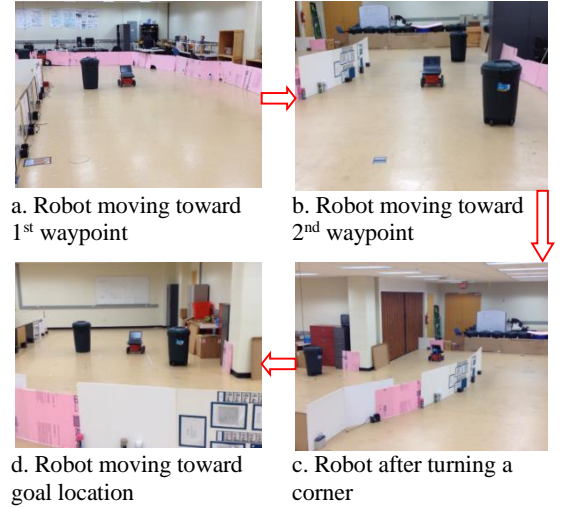 a. Robot moving toward
1st waypoint
b. Robot moving toward
2nd waypoint
d. Robot moving toward
goal location
c. Robot after turning a
corner